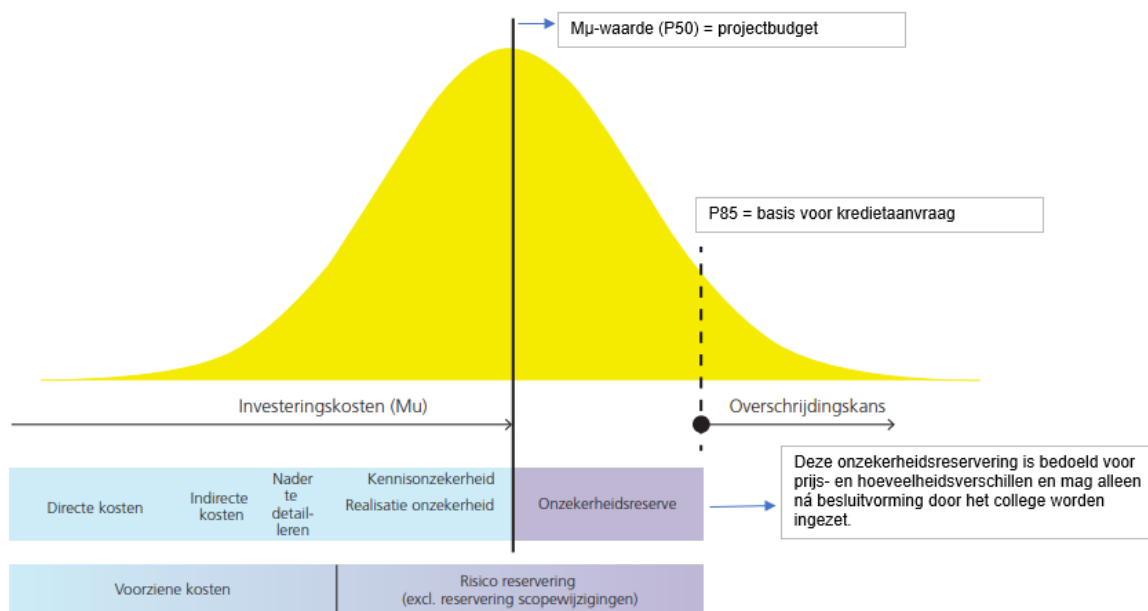 Mµ-waarde (P50) = projectbudget
P85 = basis voor kredietaanvraag
Investeringskosten (Mu)
Overschrijdingskans
Directe kosten
Indirecte
kosten
Nader
te
detail-
leren
Kennisonzekerheid
Realisatie onzekerheid
Onzekerheidsreserve
Deze onzekerheidsreservering is bedoeld voor
prijs- en hoeveelheidsverschillen en mag alleen
ná besluitvorming door het college worden
ingezet.
Voorziene kosten
Risico reservering
(excl. reservering scopewijzigingen)